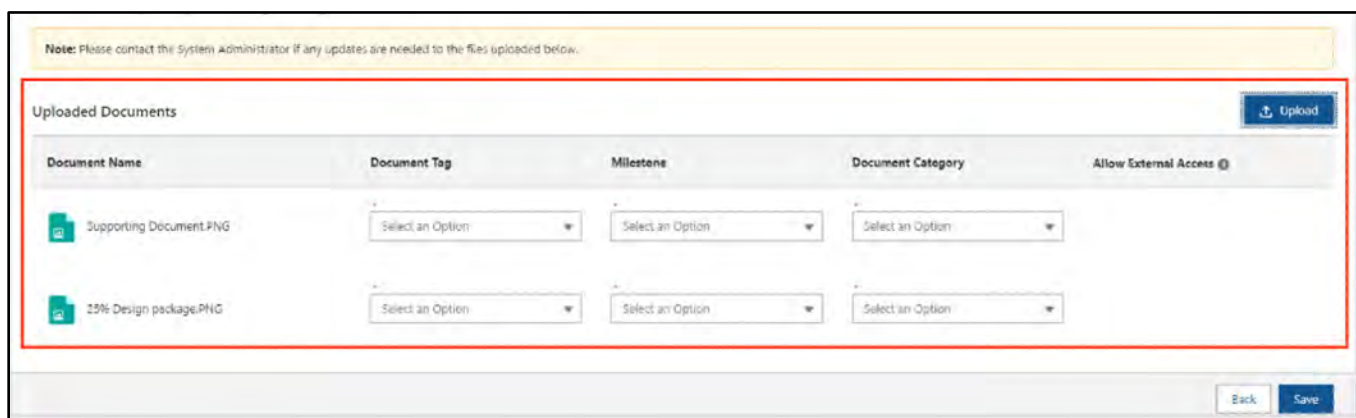 Note: Please contact the System Administrator if any updates are needed to the files uploaded below.
Uploaded Documents
Upload
Document Name Document Tag Milestone Document Category Allow External Access
* * *
Supporting Document.PNG Select an Option Select an Option Select an Option
* * *
25% Design package.PNG Select an Option Select an Option Select an Option
Back Save